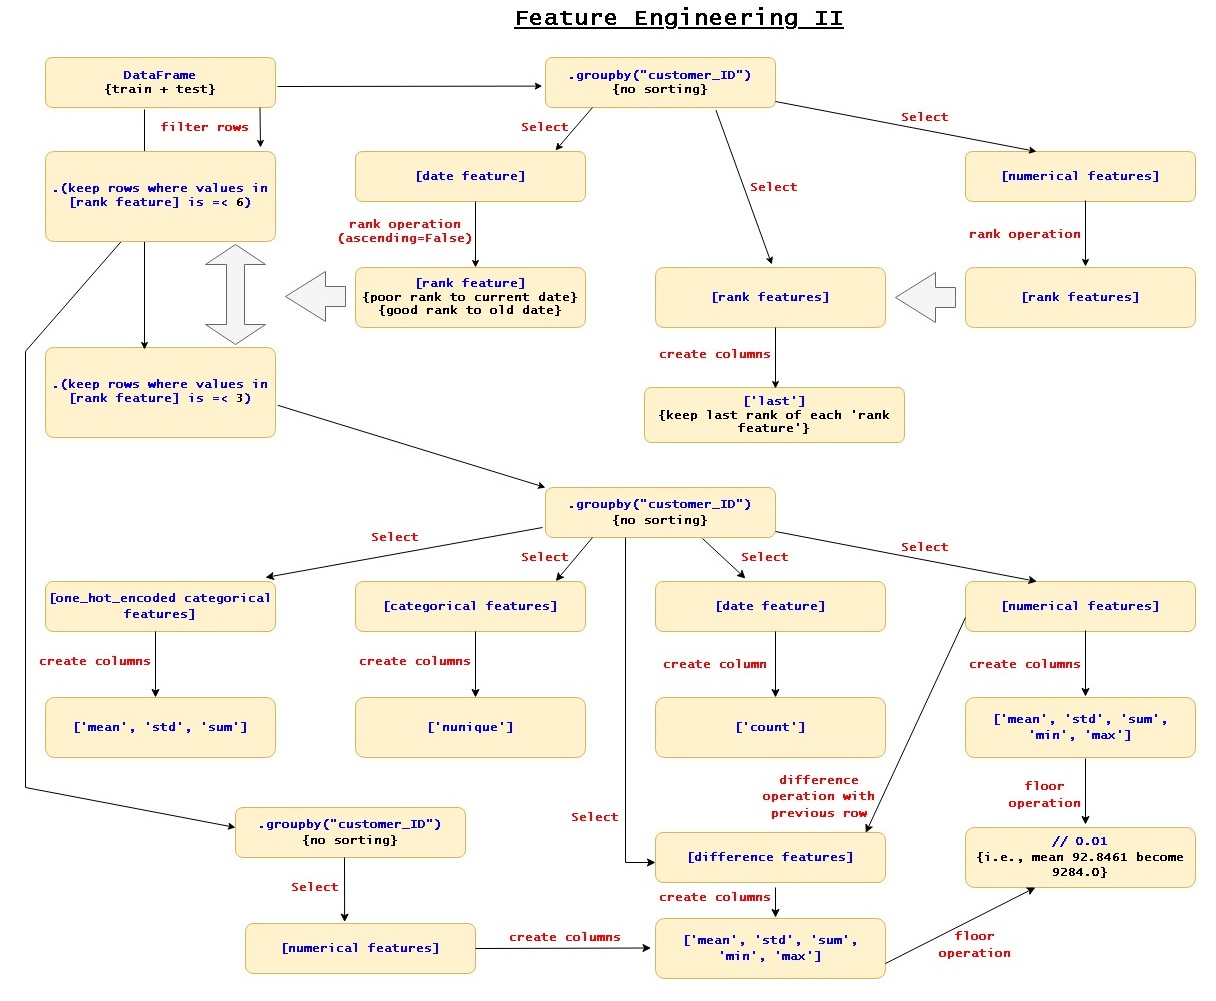 Feature Engineering II
DataFrame
{train + test}
.groupby("customer_ID")
{no sorting}
filter rows
Select
Select
Select
.(keep rows where values in
[rank feature] is =< 6)
[date feature]
[numerical features]
rank operation
(ascending=False)
rank operation
[rank feature]
{poor rank to current date}
{good rank to old date}
[rank features]
[rank features]
create columns
.(keep rows where values in
[rank feature] is =< 3)
['last']
{keep last rank of each 'rank
feature'}
.groupby("customer_ID")
{no sorting}
Select
Select
Select
Select
[one_hot_encoded categorical
features]
[categorical features]
[date feature]
[numerical features]
create columns
create columns
create column
create columns
['mean', 'std', 'sum']
['nunique']
['count']
['mean', 'std', 'sum',
'min', 'max']
difference
operation with
previous row
floor
operation
Select
.groupby("customer_ID")
{no sorting}
[difference features]
// 0.01
{i.e., mean 92.8461 become
9284.0}
Select
create columns
[numerical features]
create columns
['mean', 'std', 'sum',
'min', 'max']
floor
operation